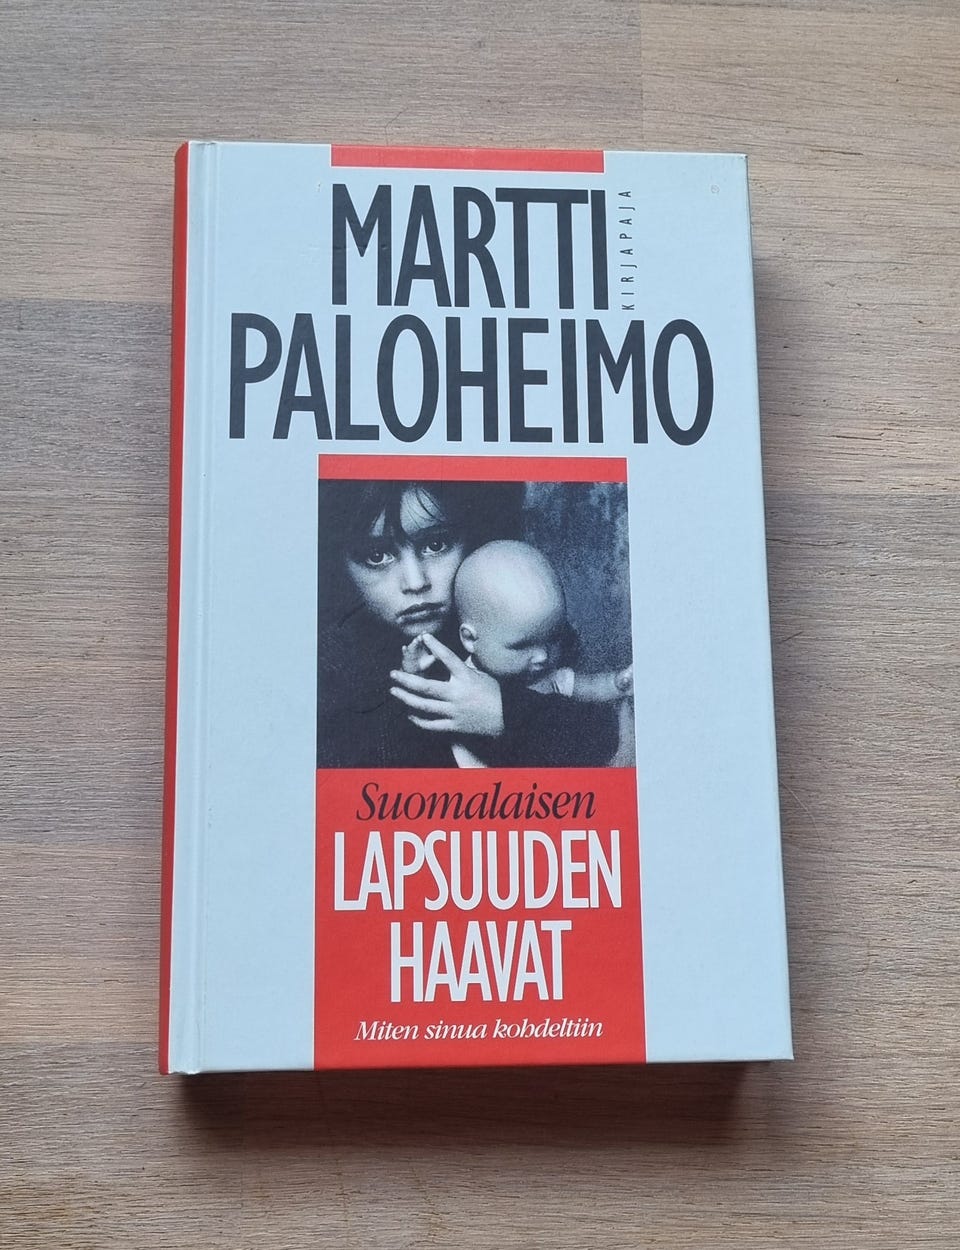 MARTTI
KIRJAPAJA
PALOHEIMO
Suomalaisen
LAPSUUDEN
HAAVAT
Miten sinua kohdeltiin